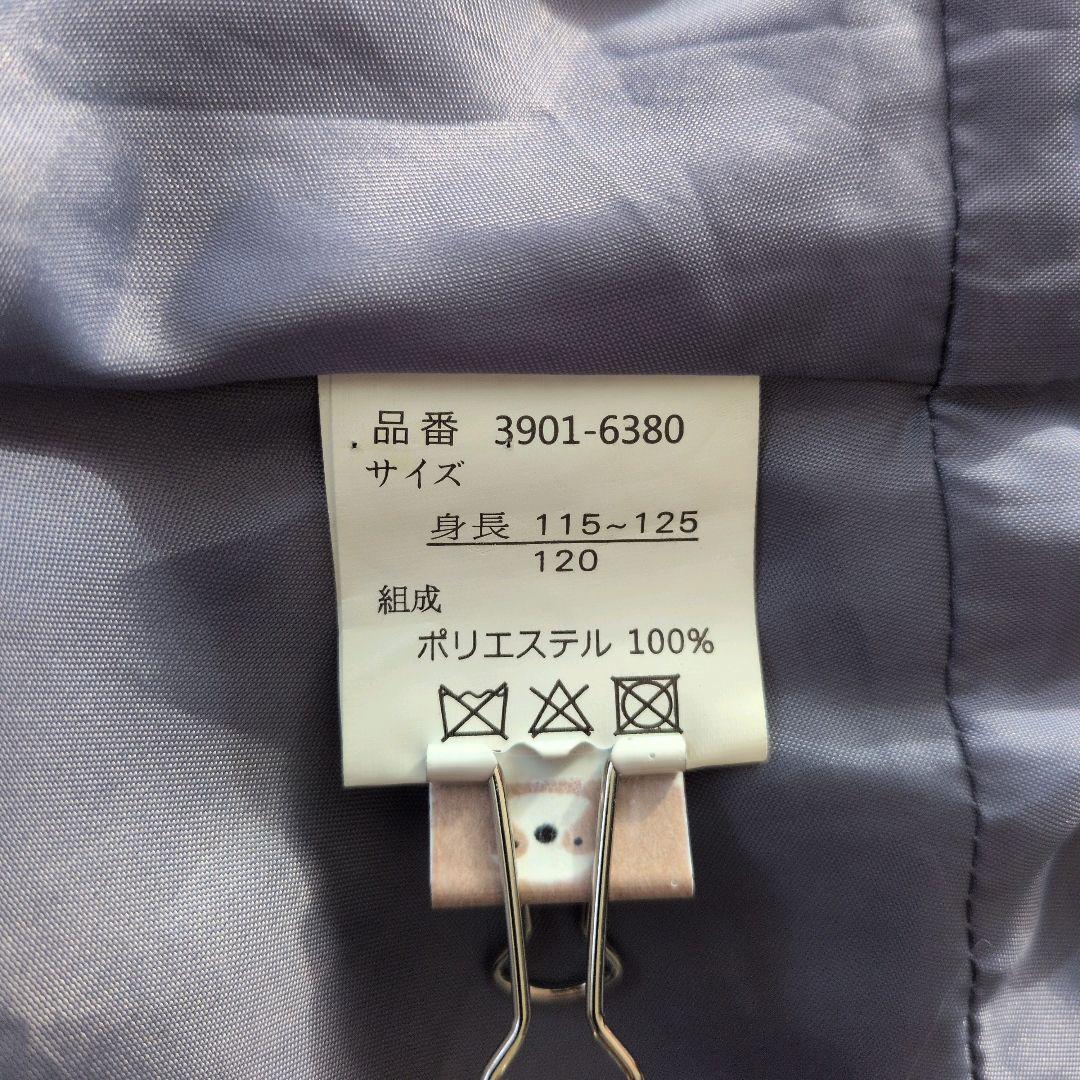 品番 3901-6380
サイズ
身長 115~125
120
組成
ポリエステル 100%